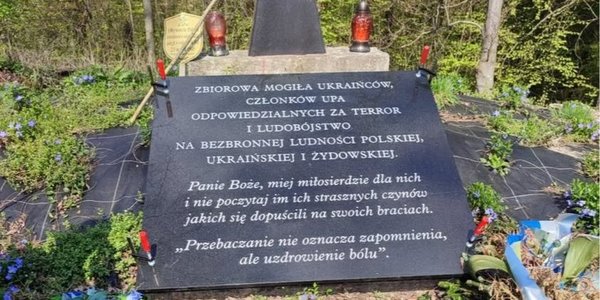 ZBIOROWA MOGIŁA UKRAIŃCÓW,
CZŁONKÓW UPA
ODPOWIEDZIALNYCH ZA TERROR
I LUDOBÓJSTWO
NA BEZBRONNEJ LUDNOŚCI POLSKIEJ,
UKRAIŃSKIEJ I ŻYDOWSKIEJ.
Panie Boże, miej miłosierdzie dla nich
i nie poczytaj im ich strasznych czynów
jakich się dopuścili na swoich braciach.
„Przebaczanie nie oznacza zapomnienia,
ale uzdrowienie bólu”.